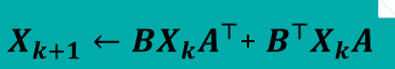 X_{k+1} ← BX_kA^⊤ + B^⊤X_kA